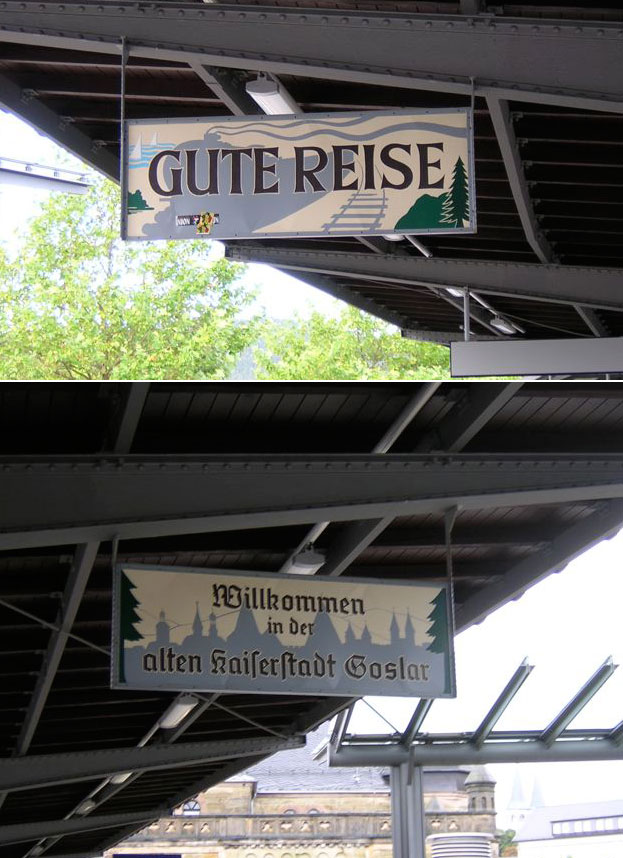 GUTE REISE
Willkommen
in der
alten Kaiserstadt Goslar